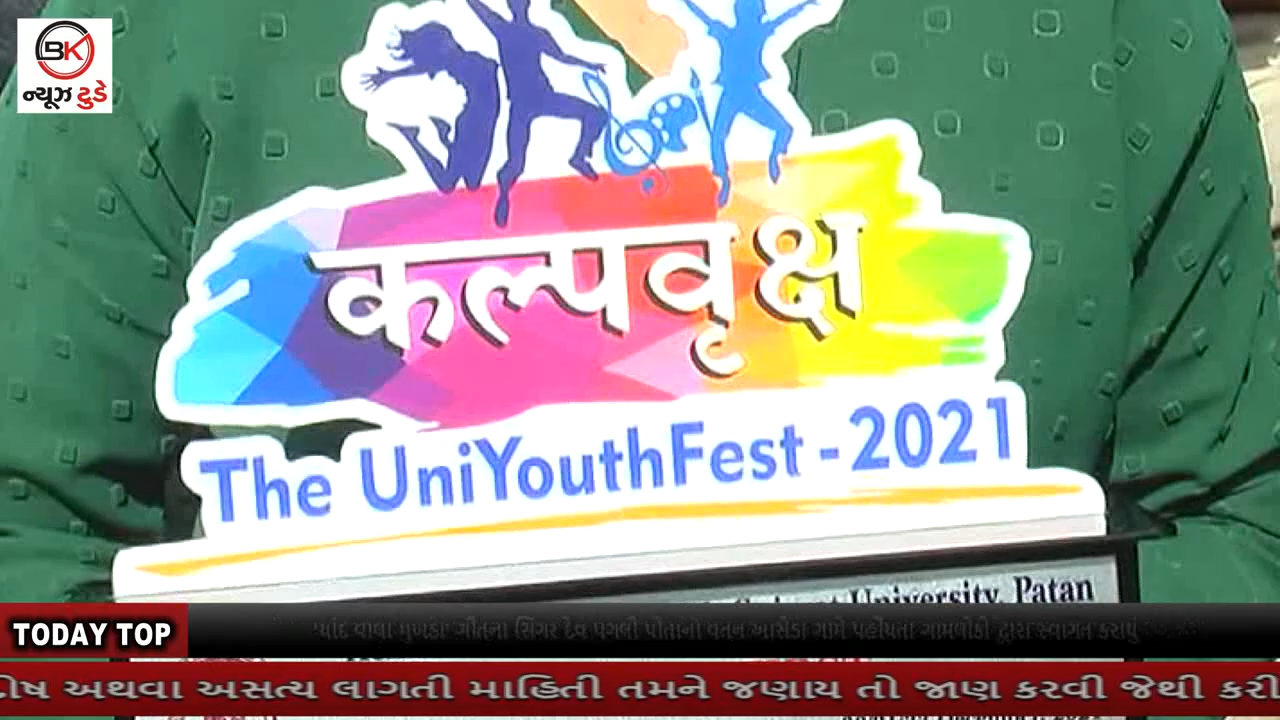 BK
ન્યૂઝ ટુડે
कल्पवृक्ष
The UniYouthFest - 2021
University, Patan
TODAY TOP
ગીતના સિંગર દેવ પગલી પોતાના વતન ગામે પહોંચતા ગામલોકો દ્વારા સ્વાગત કરાયું
અથવા અસત્ય લાગતી માહિતી તમને જણાય તો જાણ કરવી જેથી કરી